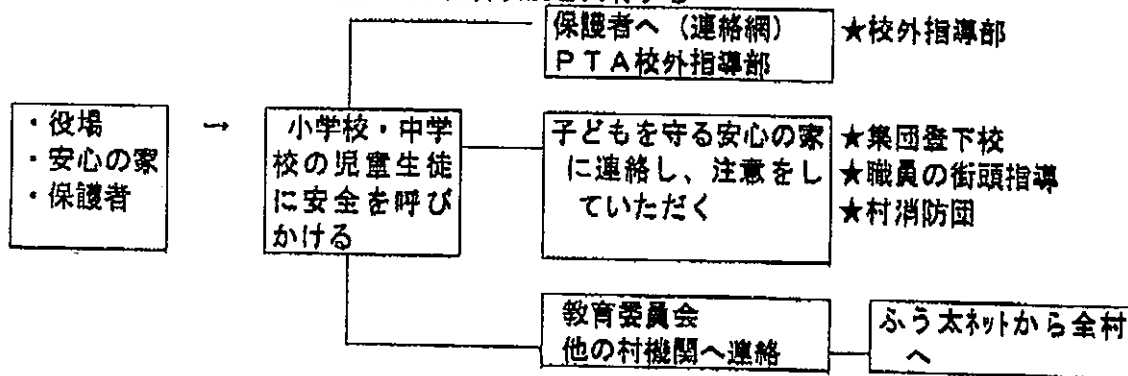 保護者へ（連絡網）
ＰＴＡ校外指導部
★校外指導部
・役場
・安心の家
・保護者
→
小学校・中学
校の児童生徒
に安全を呼び
かける
子どもを守る安心の家
に連絡し、注意をし
ていただく
★集団登下校
★職員の街頭指導
★村消防団
教育委員会
他の村機関へ連絡
ふう太ネットから全村
へ